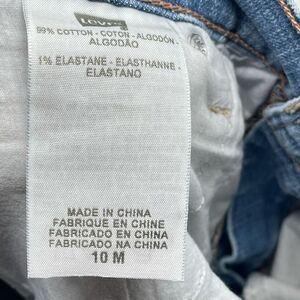 LEVI'S
99% COTTON - COTON - ALGODÓN -
ALGODÃO
1% ELASTANE - ELASTHANNE -
ELASTANO
MADE IN CHINA
FABRIQUE EN CHINE
FABRICADO EN CHINA
FABRICADO NA CHINA
10 M